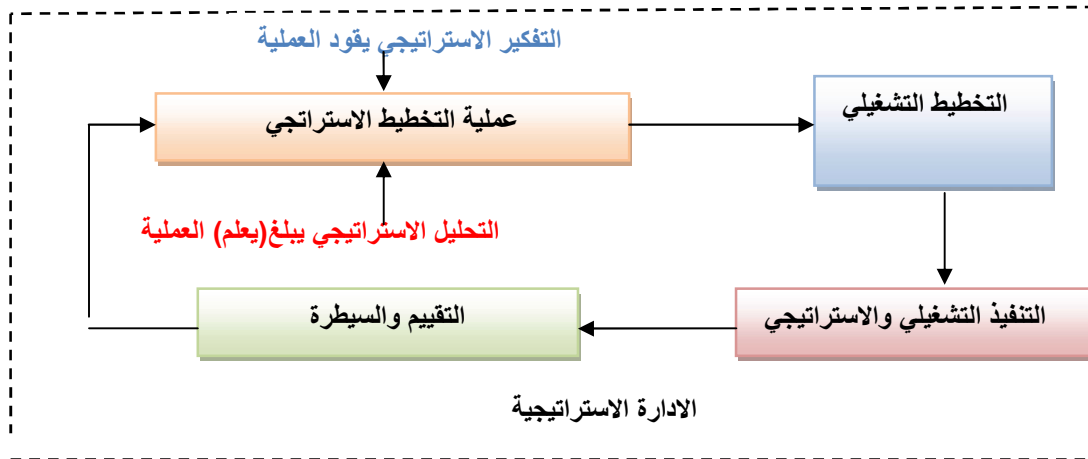 التفكير الاستراتيجي يقود العملية
عملية التخطيط الاستراتجي
التخطيط التشغيلي
التحليل الاستراتيجي يبلغ(يعلم) العملية
التنفيذ التشغيلي والاستراتيجي
التقييم والسيطرة
الادارة الاستراتيجية